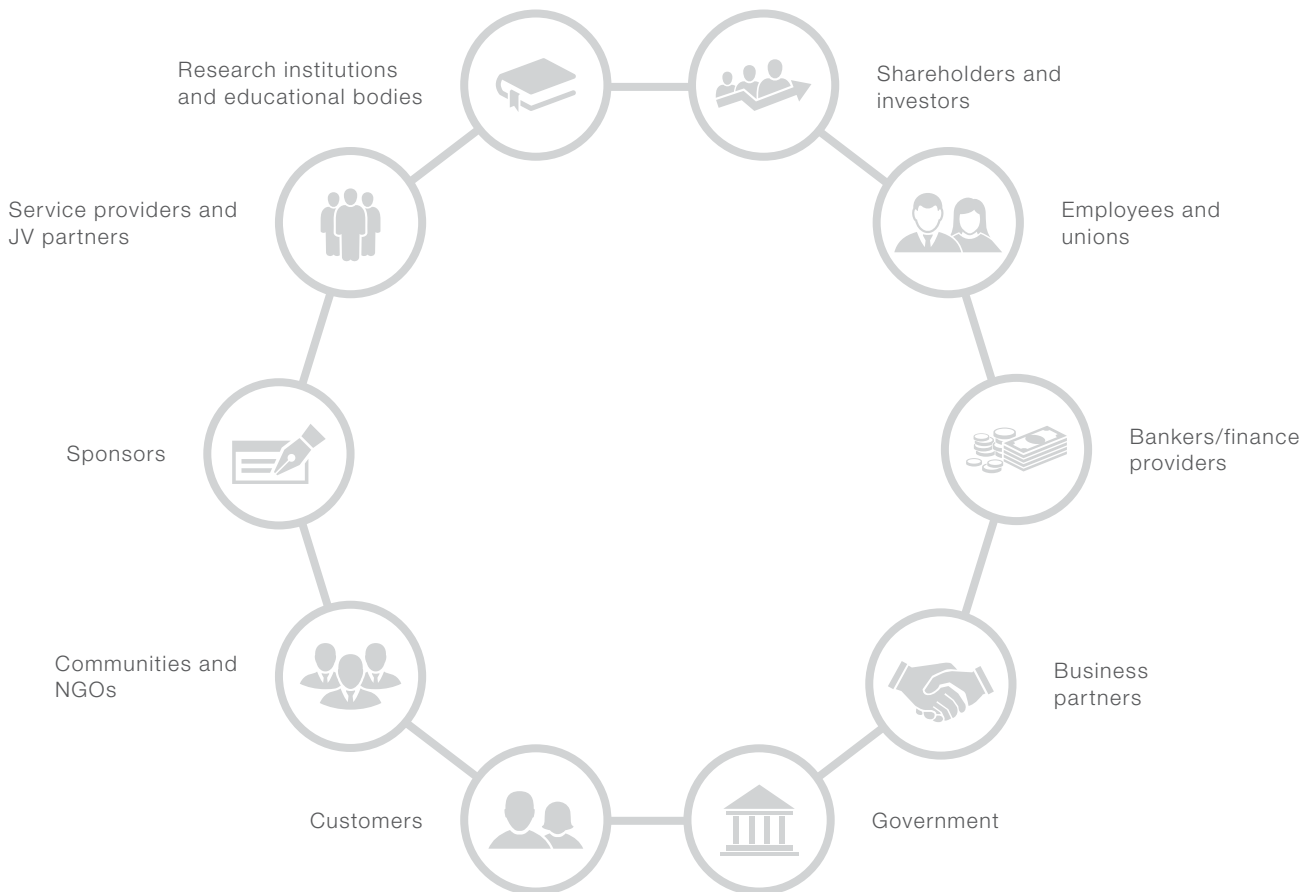 Research institutions
and educational bodies
Shareholders and
investors
Service providers and
JV partners
Employees and
unions
Sponsors
Bankers/finance
providers
Communities and
NGOs
Business
partners
Customers
Government